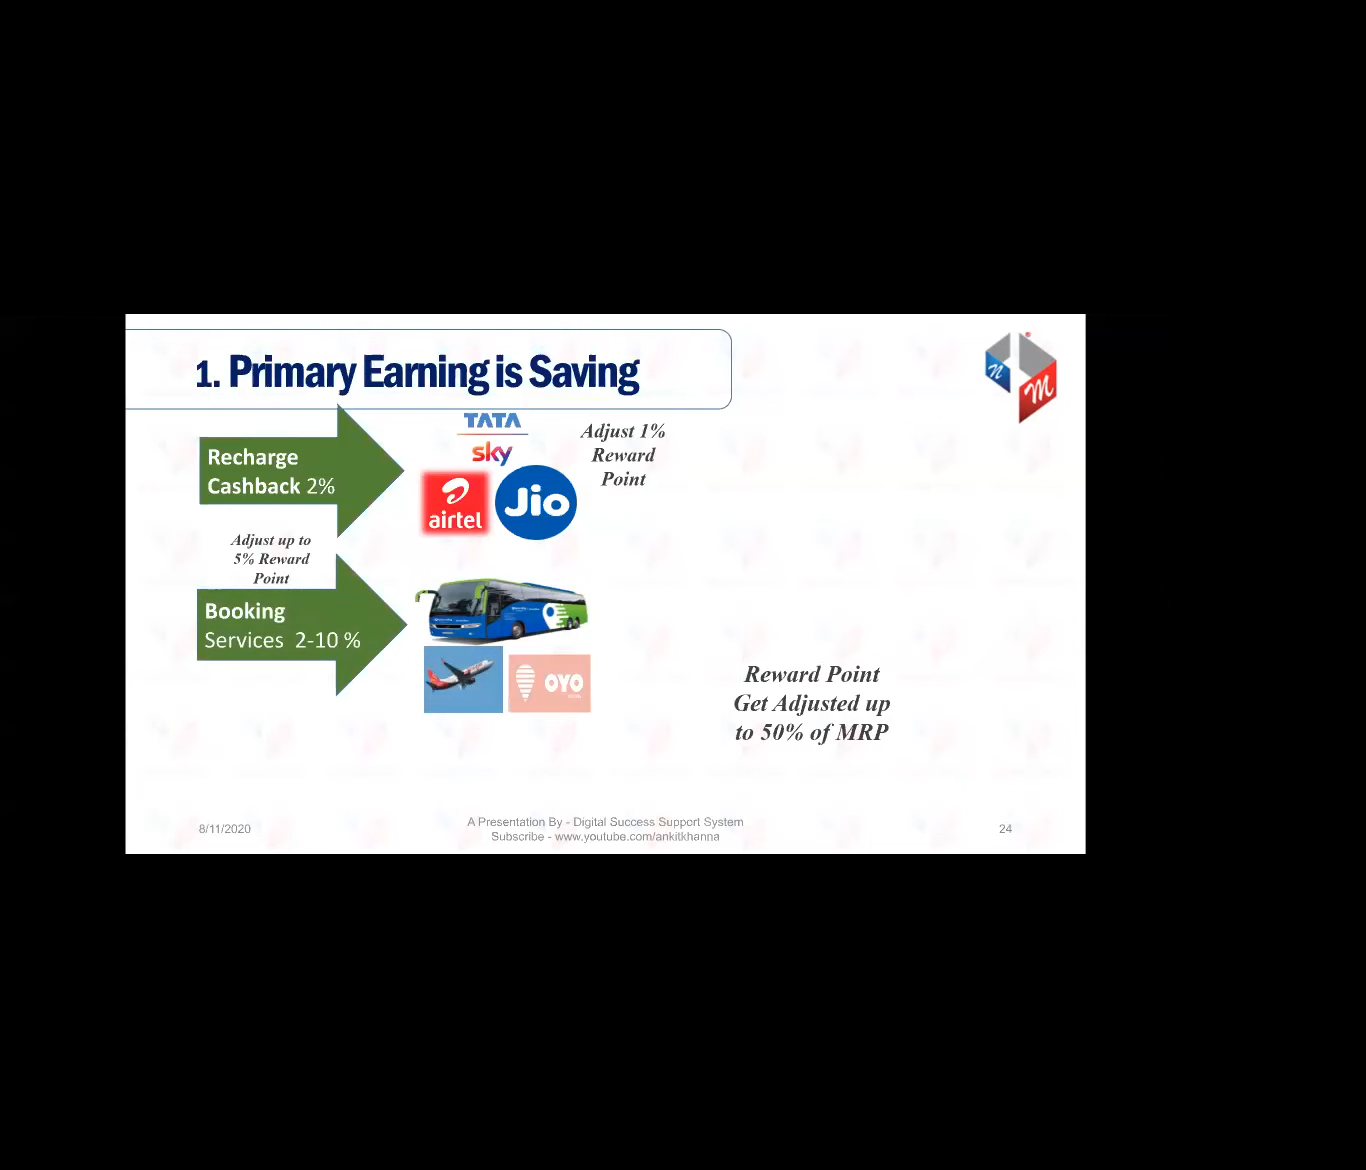 1. Primary Earning is Saving
n
m
Recharge
Cashback 2%
TATA
sky
airtel
Jio
Adjust 1%
Reward
Point
Adjust up to
5% Reward
Point
Booking
Services 2-10 %
OYO
Reward Point
Get Adjusted up
to 50% of MRP
8/11/2020
A Presentation By - Digital Success Support System
Subscribe - www.youtube.com/ankitkhanna
24